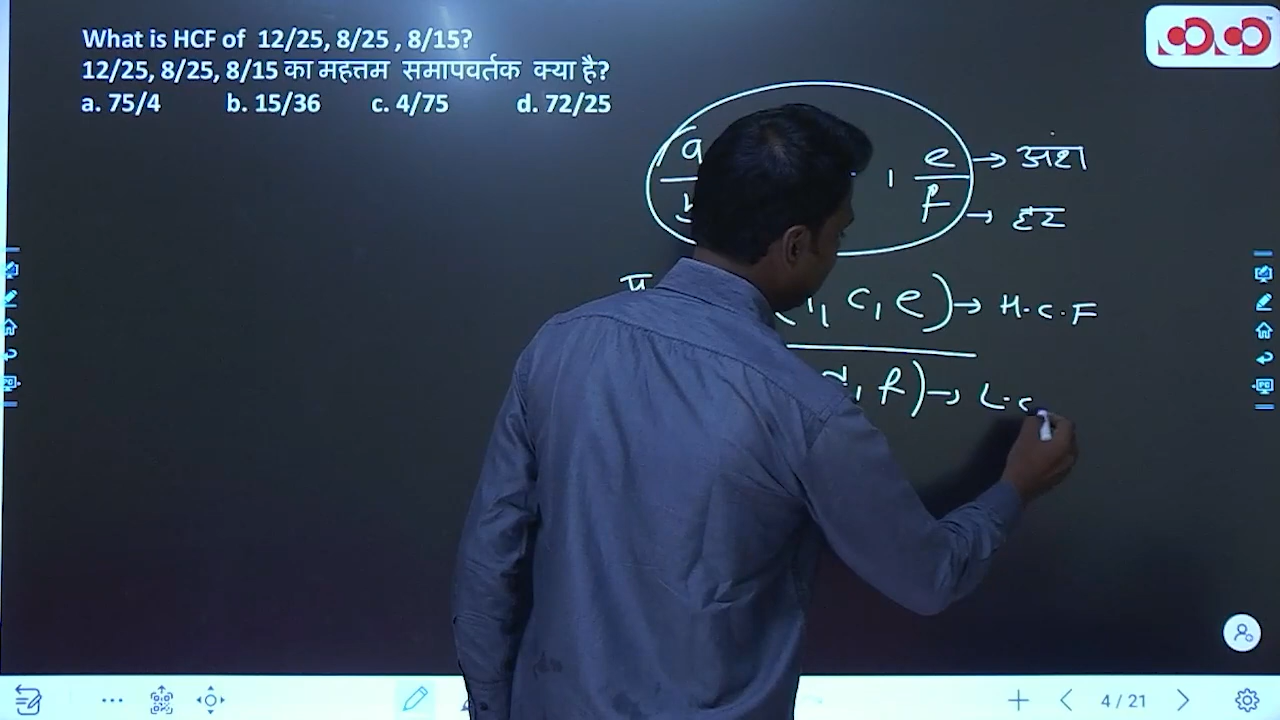 What is HCF of 12/25, 8/25 , 8/15?
12/25, 8/25, 8/15 का महत्तम समापवर्तक क्या है?
a. 75/4 b. 15/36 c. 4/75 d. 72/25
a , e → अंश
f → हर
, c, e) → H.C.F
d, f) → L.C
4 / 21